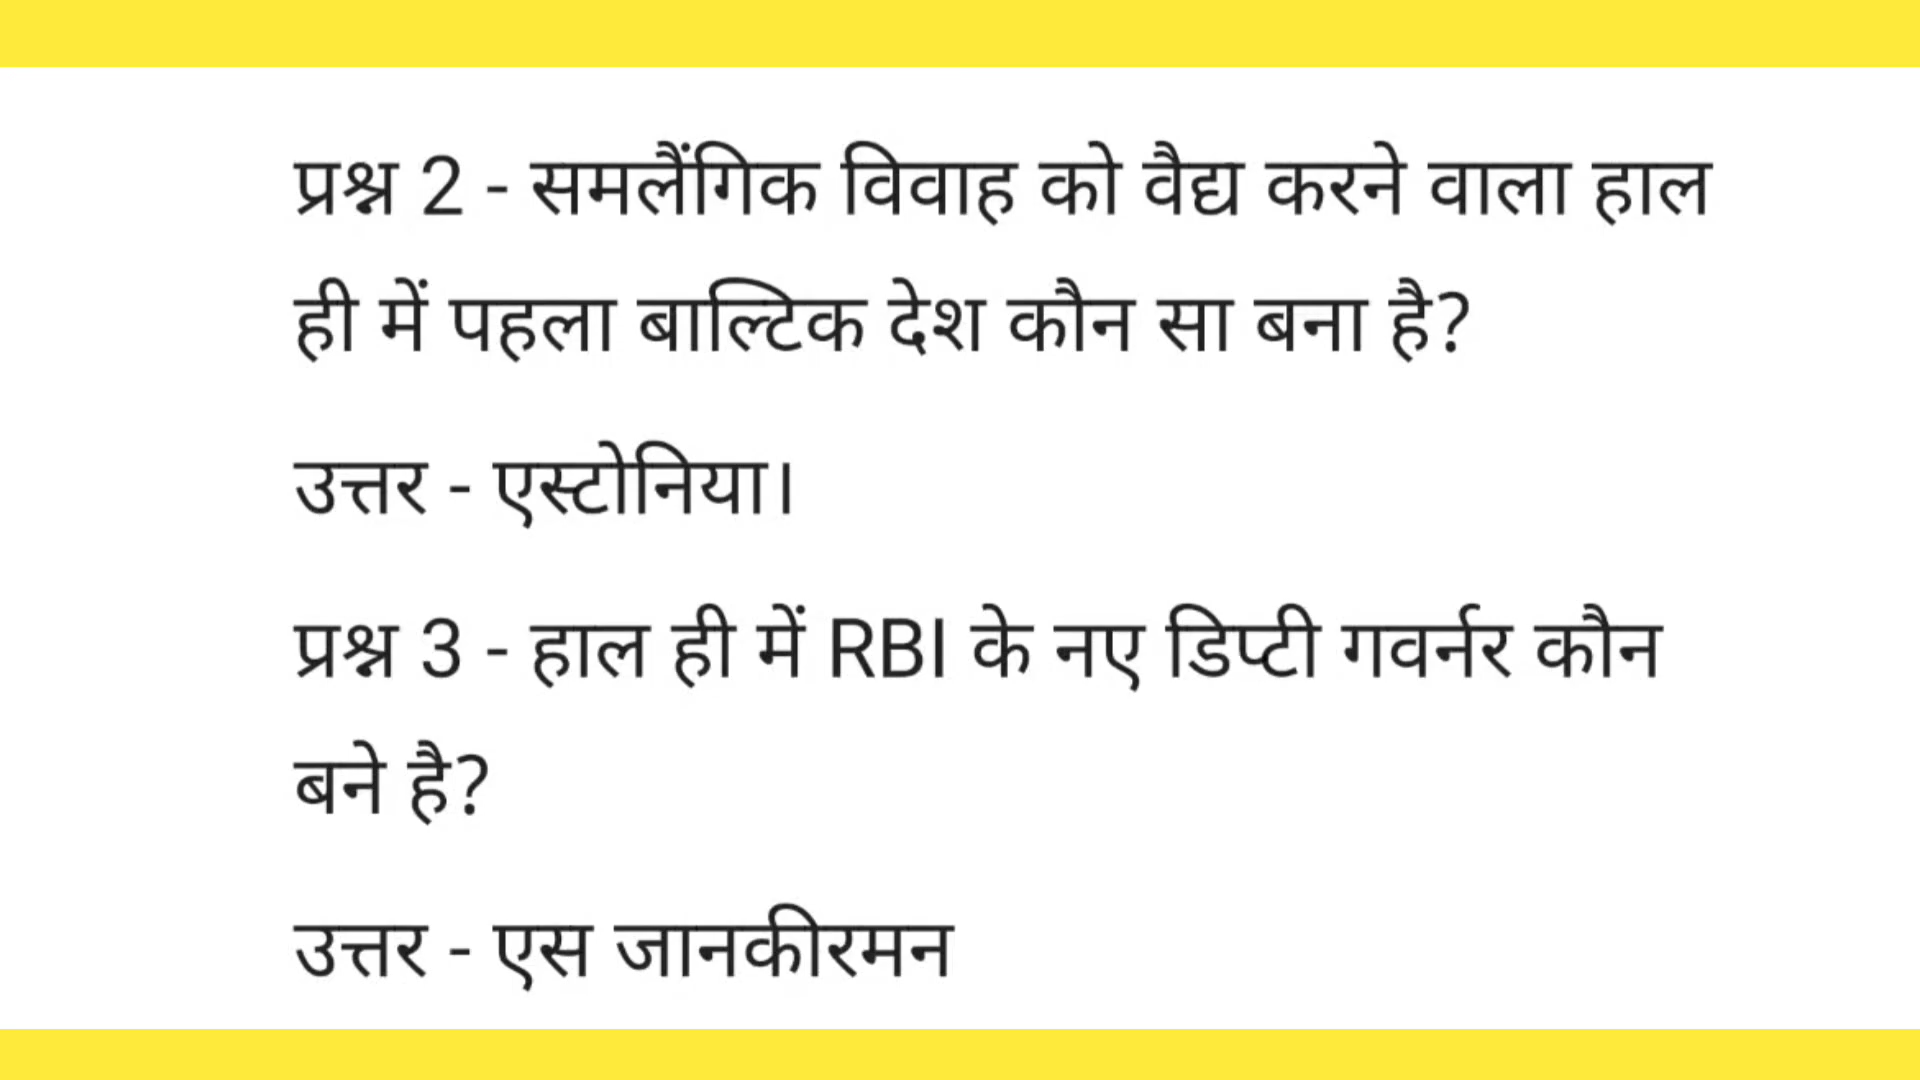 प्रश्न 2 - समलैंगिक विवाह को वैद्य करने वाला हाल
ही में पहला बाल्टिक देश कौन सा बना है?
उत्तर - एस्टोनिया।
प्रश्न 3 - हाल ही में RBI के नए डिप्टी गवर्नर कौन
बने है?
उत्तर - एस जानकीरमन